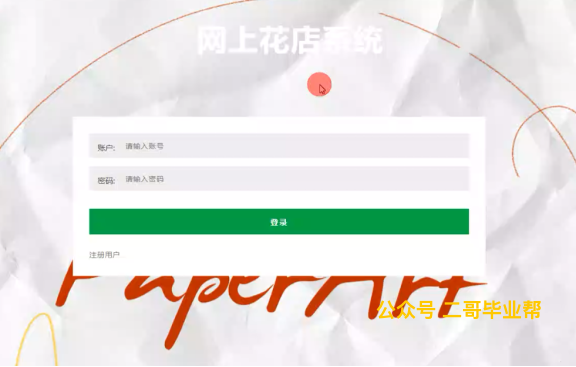 网上花店系统
账户: 请输入账号
密码: 请输入密码
登录
注册用户
PaperArt
公众号 二哥毕业帮